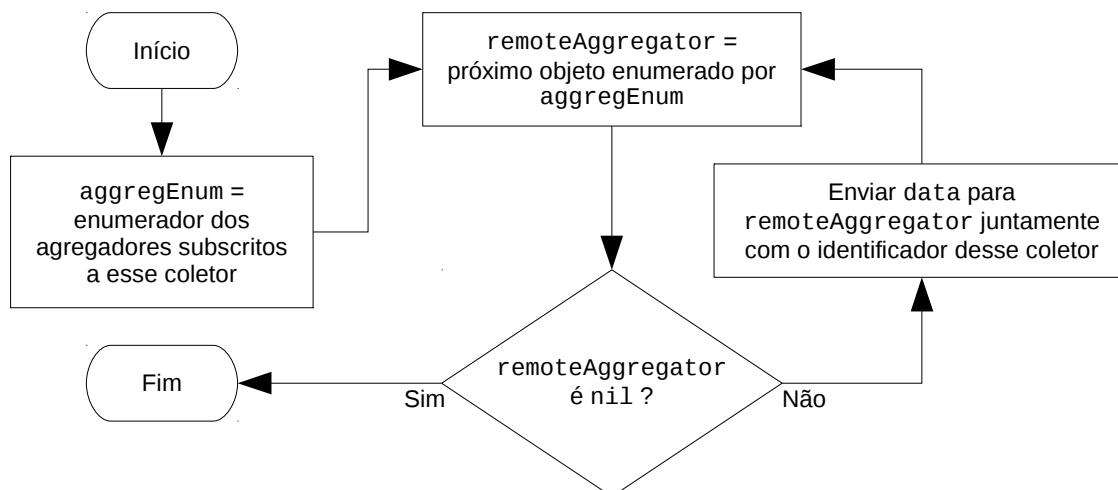 Início
remoteAggregator =
próximo objeto enumerado por
aggregEnum
aggregEnum =
enumerador dos
agregadores subscritos
a esse coletor
Enviar data para
remoteAggregator juntamente
com o identificador desse coletor
remoteAggregator
é nil ?
Sim
Não
Fim